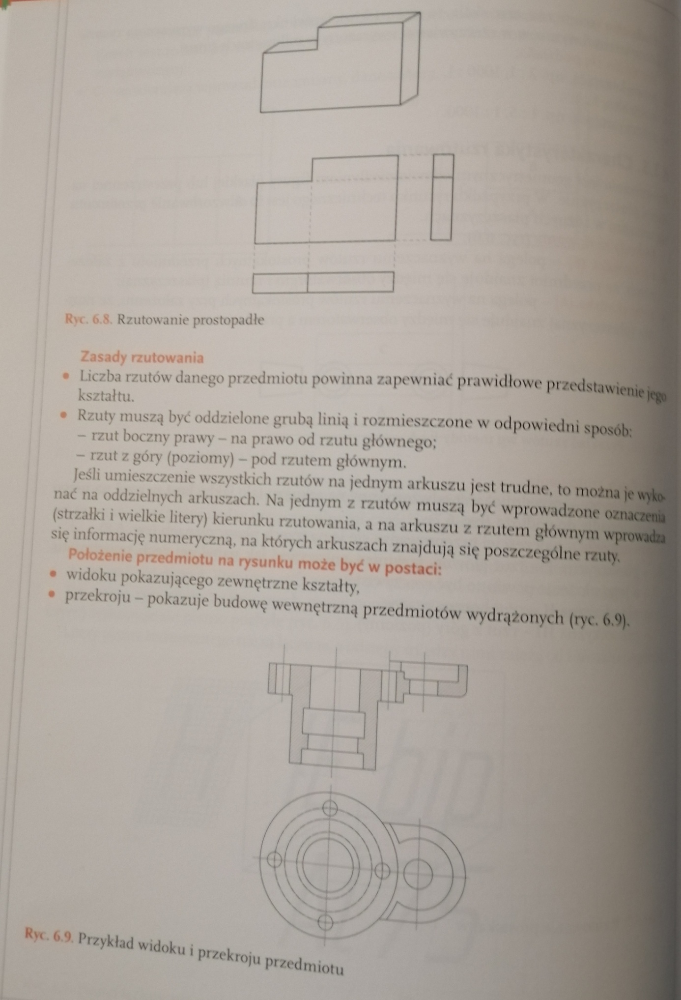 Ryc. 6.8. Rzutowanie prostopadłe
Zasady rzutowania
• Liczba rzutów danego przedmiotu powinna zapewniać prawidłowe przedstawienie jego
kształtu.
• Rzuty muszą być oddzielone grubą linią i rozmieszczone w odpowiedni sposób:
– rzut boczny prawy – na prawo od rzutu głównego;
– rzut z góry (poziomy) – pod rzutem głównym.
Jeśli umieszczenie wszystkich rzutów na jednym arkuszu jest trudne, to można je wyko-
nać na oddzielnych arkuszach. Na jednym z rzutów muszą być wprowadzone oznaczenia
(strzałki i wielkie litery) kierunku rzutowania, a na arkuszu z rzutem głównym wprowadza
się informację numeryczną, na których arkuszach znajdują się poszczególne rzuty.
Położenie przedmiotu na rysunku może być w postaci:
• widoku pokazującego zewnętrzne kształty,
• przekroju – pokazuje budowę wewnętrzną przedmiotów wydrążonych (ryc. 6.9).
Ryc. 6.9. Przykład widoku i przekroju przedmiotu